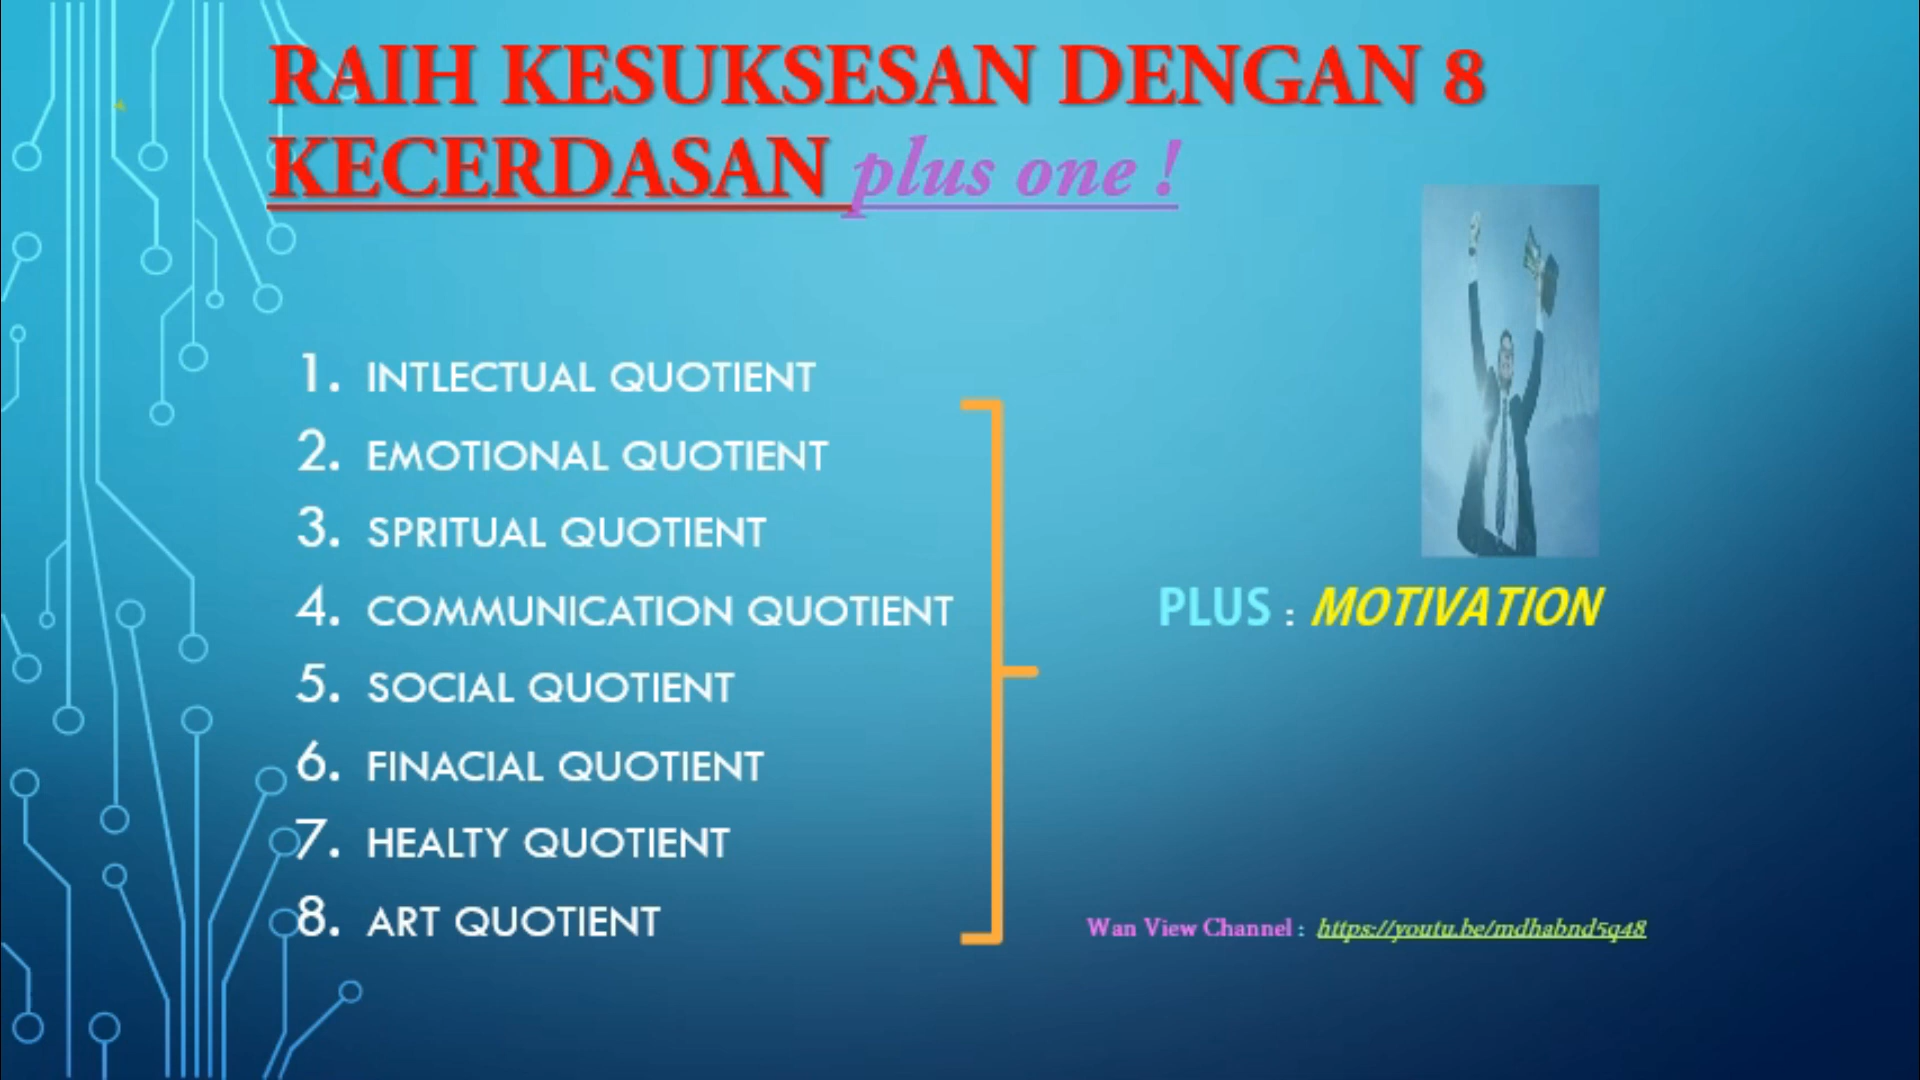 RAIH KESUKSESAN DENGAN 8
KECERDASAN plus one !
1. INTLECTUAL QUOTIENT
2. EMOTIONAL QUOTIENT
3. SPRITUAL QUOTIENT
4. COMMUNICATION QUOTIENT
5. SOCIAL QUOTIENT
6. FINACIAL QUOTIENT
7. HEALTY QUOTIENT
8. ART QUOTIENT
PLUS : MOTIVATION
Wan View Channel : https://youtu.be/mdhabnd5q48